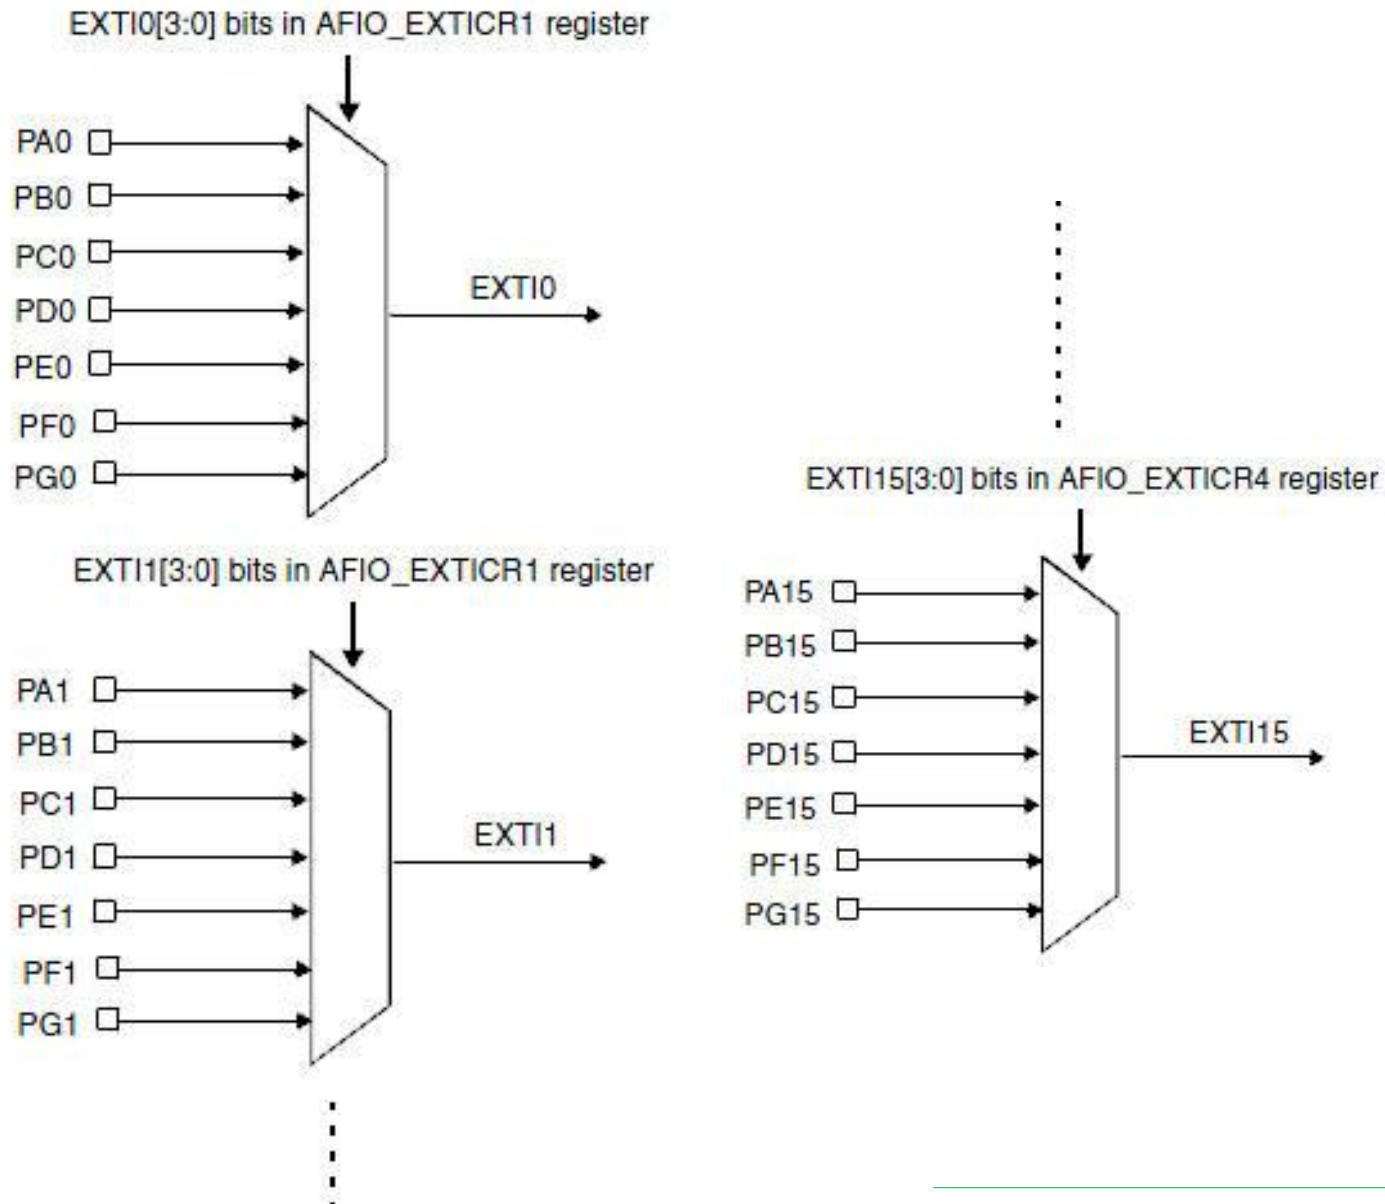 EXTI0[3:0] bits in AFIO_EXTICR1 register
PA0
PB0
PC0
PD0
PE0
PF0
PG0
EXTI0
EXTI1[3:0] bits in AFIO_EXTICR1 register
PA1
PB1
PC1
PD1
PE1
PF1
PG1
EXTI1
EXTI15[3:0] bits in AFIO_EXTICR4 register
PA15
PB15
PC15
PD15
PE15
PF15
PG15
EXTI15